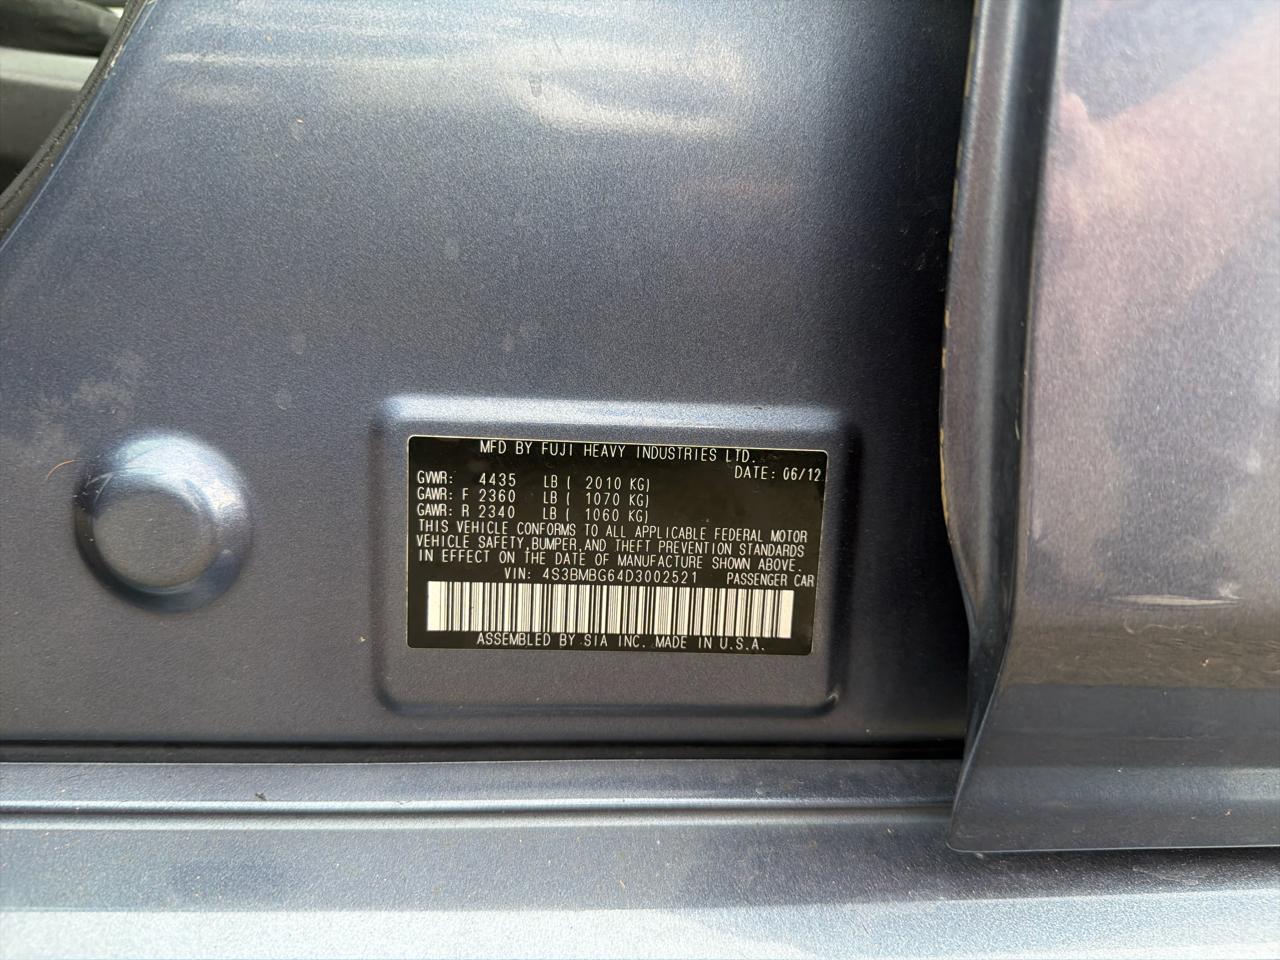 MFD BY FUJI HEAVY INDUSTRIES LTD.
DATE: 06/12
GVWR: 4435 LB ( 2010 KG)
GAWR: F 2360 LB ( 1070 KG)
GAWR: R 2340 LB ( 1060 KG)
THIS VEHICLE CONFORMS TO ALL APPLICABLE FEDERAL MOTOR
VEHICLE SAFETY, BUMPER, AND THEFT PREVENTION STANDARDS
IN EFFECT ON THE DATE OF MANUFACTURE SHOWN ABOVE.
VIN: 4S3BMBG64D3002521 PASSENGER CAR
ASSEMBLED BY SIA INC. MADE IN U.S.A.